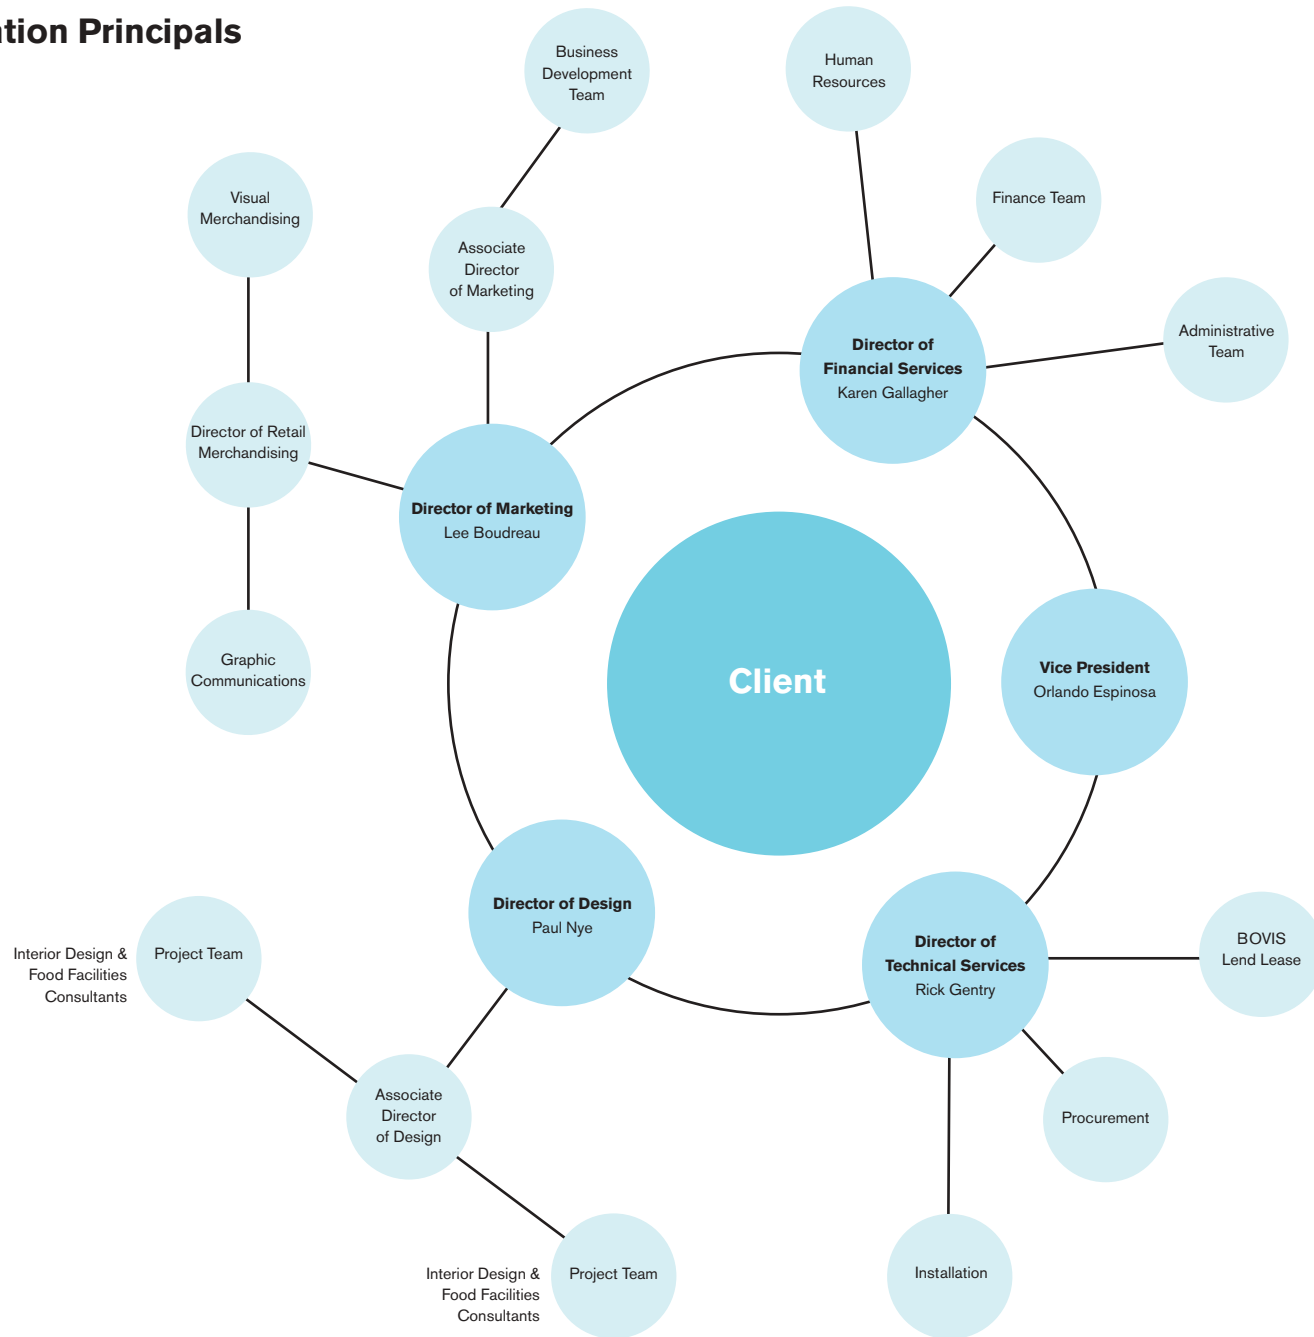 ation Principals
Business
Development
Team
Human
Resources
Visual
Merchandising
Finance Team
Associate
Director
of Marketing
Administrative
Team
Director of
Financial Services
Karen Gallagher
Director of Retail
Merchandising
Director of Marketing
Lee Boudreau
Client
Vice President
Orlando Espinosa
Graphic
Communications
Director of Design
Paul Nye
Interior Design &
Food Facilities
Consultants
Project Team
Director of
Technical Services
Rick Gentry
BOVIS
Lend Lease
Associate
Director
of Design
Procurement
Interior Design &
Food Facilities
Consultants
Project Team
Installation